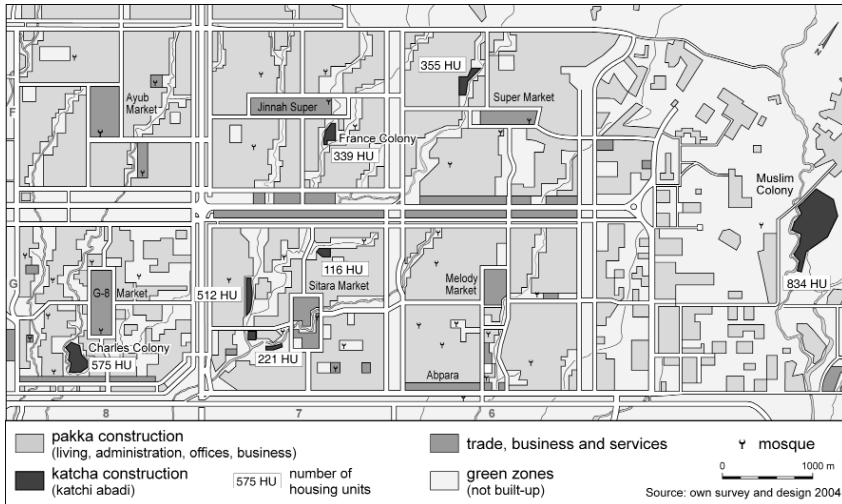 355 HU
Ayub
Market
Jinnah Super
Super Market
N
F
France Colony
339 HU
Muslim
Colony
116 HU
Sitara Market
Melody
Market
G
G-8
Market
512 HU
834 HU
Charles Colony
575 HU
221 HU
Abpara
8
7
6
pakka construction
(living, administration, offices, business)
trade, business and services
mosque
katcha construction
(katchi abadi)
575 HU
number of
housing units
green zones
(not built-up)
0
1000 m
Source: own survey and design 2004